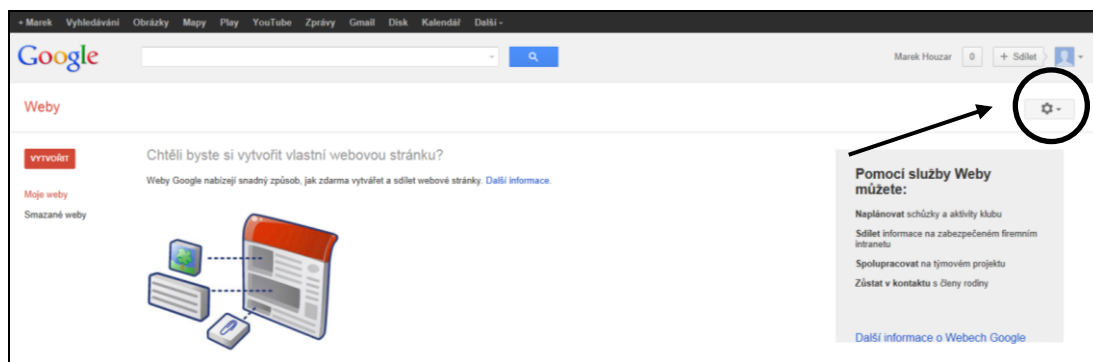 + Marek Vyhledávání Obrázky Mapy Play YouTube Zprávy Gmail Disk Kalendář Další
Google
Marek Houzar 0 + Sdílet
Weby
VYTVOŘIT
Moje weby
Smazané weby
Chtěli byste si vytvořit vlastní webovou stránku?
Weby Google nabízejí snadný způsob, jak zdarma vytvářet a sdílet webové stránky. Další informace.
Pomocí služby Weby
můžete:
Naplánovat schůzky a aktivity klubu
Sdílet informace na zabezpečeném firemním
intranetu
Spolupracovat na týmovém projektu
Zůstat v kontaktu s členy rodiny
Další informace o Webech Google